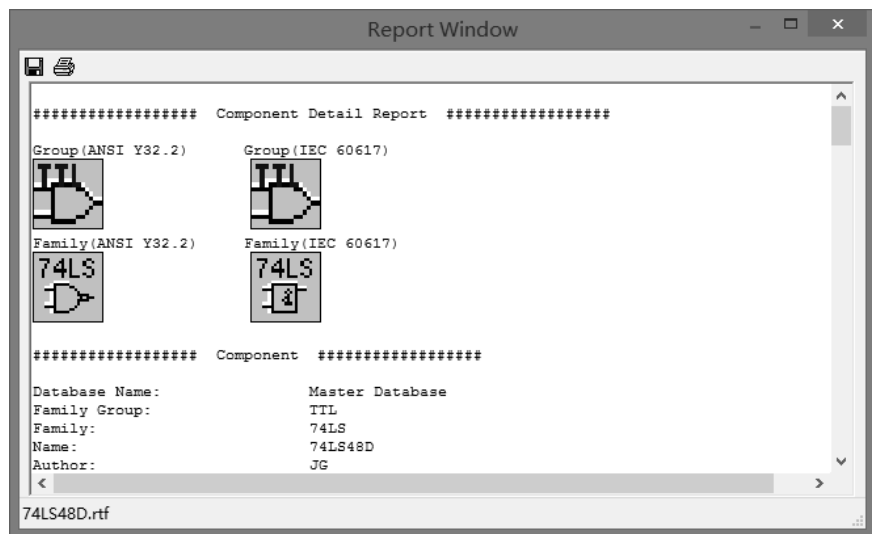 Report Window
################## Component Detail Report ##################
Group(ANSI Y32.2) Group(IEC 60617)
TTL TTL
Family(ANSI Y32.2) Family(IEC 60617)
74LS 74LS
################## Component ##################
Database Name: Master Database
Family Group: TTL
Family: 74LS
Name: 74LS48D
Author: JG
74LS48D.rtf